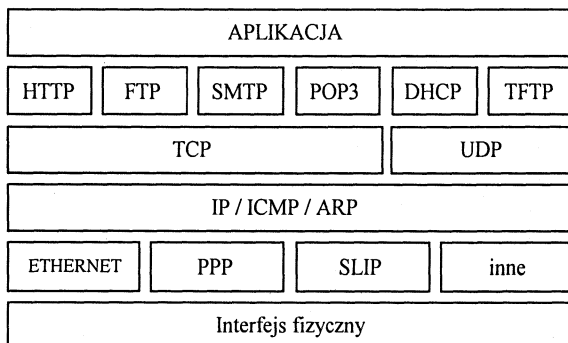 APLIKACJA
HTTP FTP SMTP POP3 DHCP TFTP
TCP UDP
IP / ICMP / ARP
ETHERNET PPP SLIP inne
Interfejs fizyczny